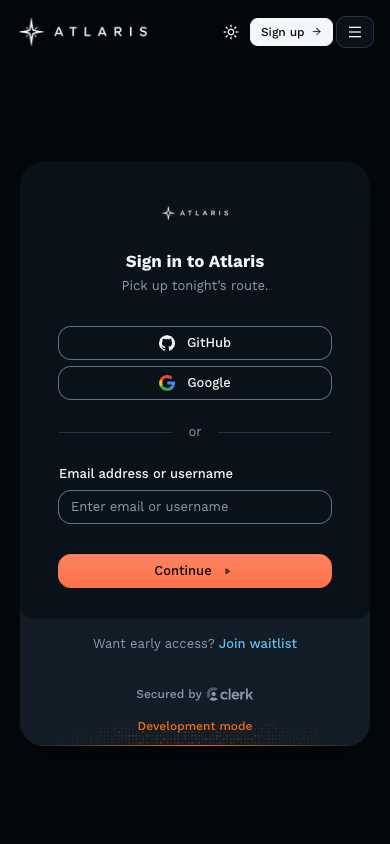 ATLARIS
Sign up →
ATLARIS
Sign in to Atlaris
Pick up tonight’s route.
GitHub
Google
or
Email address or username
Enter email or username
Continue
Want early access? Join waitlist
Secured by clerk
Development mode